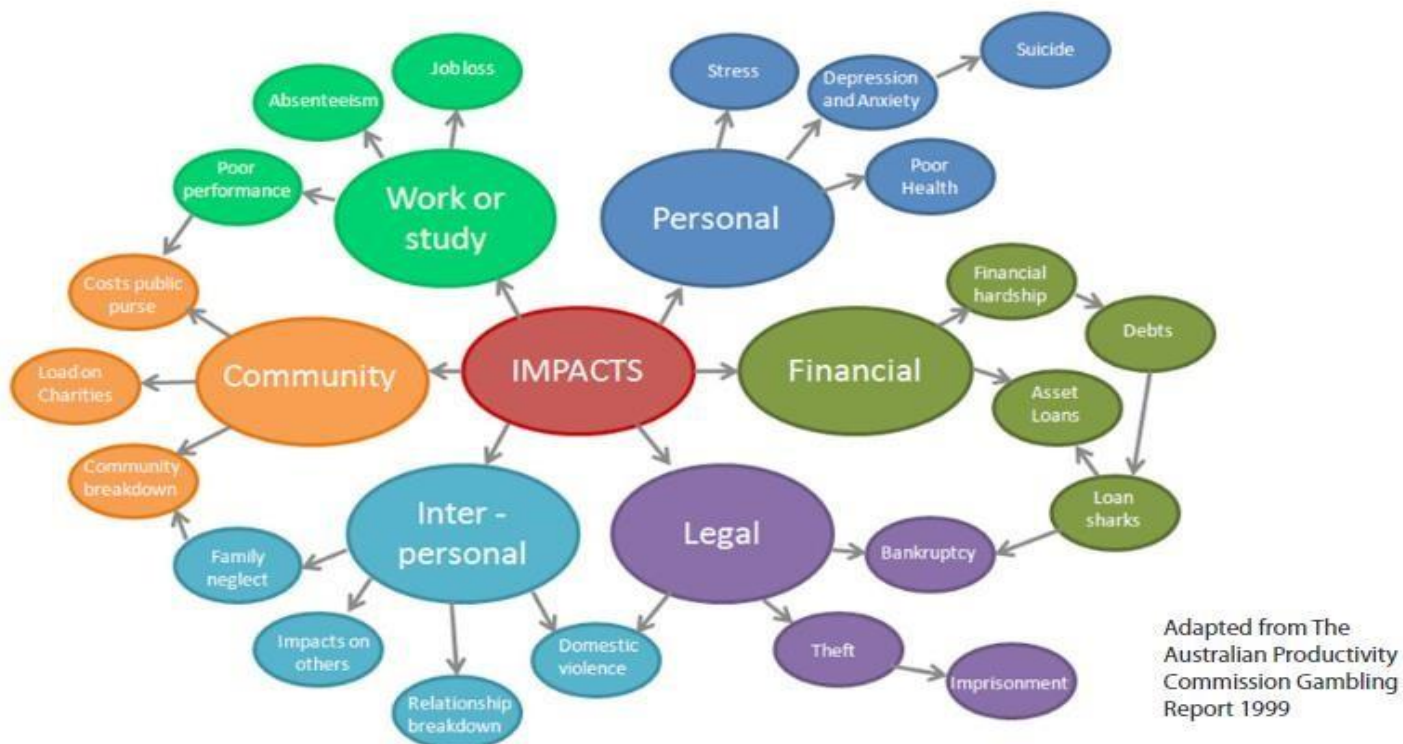 Job loss
Absenteeism
Poor
performance
Work or
study
Stress
Depression
and Anxiety
Suicide
Poor
Health
Personal
Costs public
purse
Community
Load on
Charities
Community
breakdown
IMPACTS
Financial
Financial
hardship
Debts
Asset
Loans
Loan
sharks
Inter -
personal
Family
neglect
Impacts on
others
Relationship
breakdown
Domestic
violence
Legal
Bankruptcy
Theft
Imprisonment
Adapted from The
Australian Productivity
Commission Gambling
Report 1999